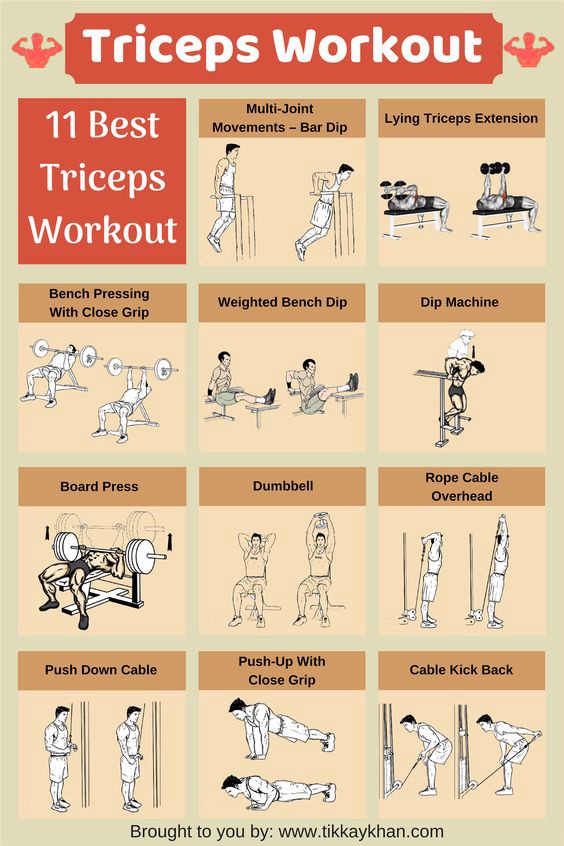 Triceps Workout
11 Best
Triceps
Workout
Multi-Joint
Movements – Bar Dip
Lying Triceps Extension
Bench Pressing
With Close Grip
Weighted Bench Dip
Dip Machine
Board Press
Dumbbell
Rope Cable
Overhead
Push Down Cable
Push-Up With
Close Grip
Cable Kick Back
Brought to you by: www.tikkaykhan.com